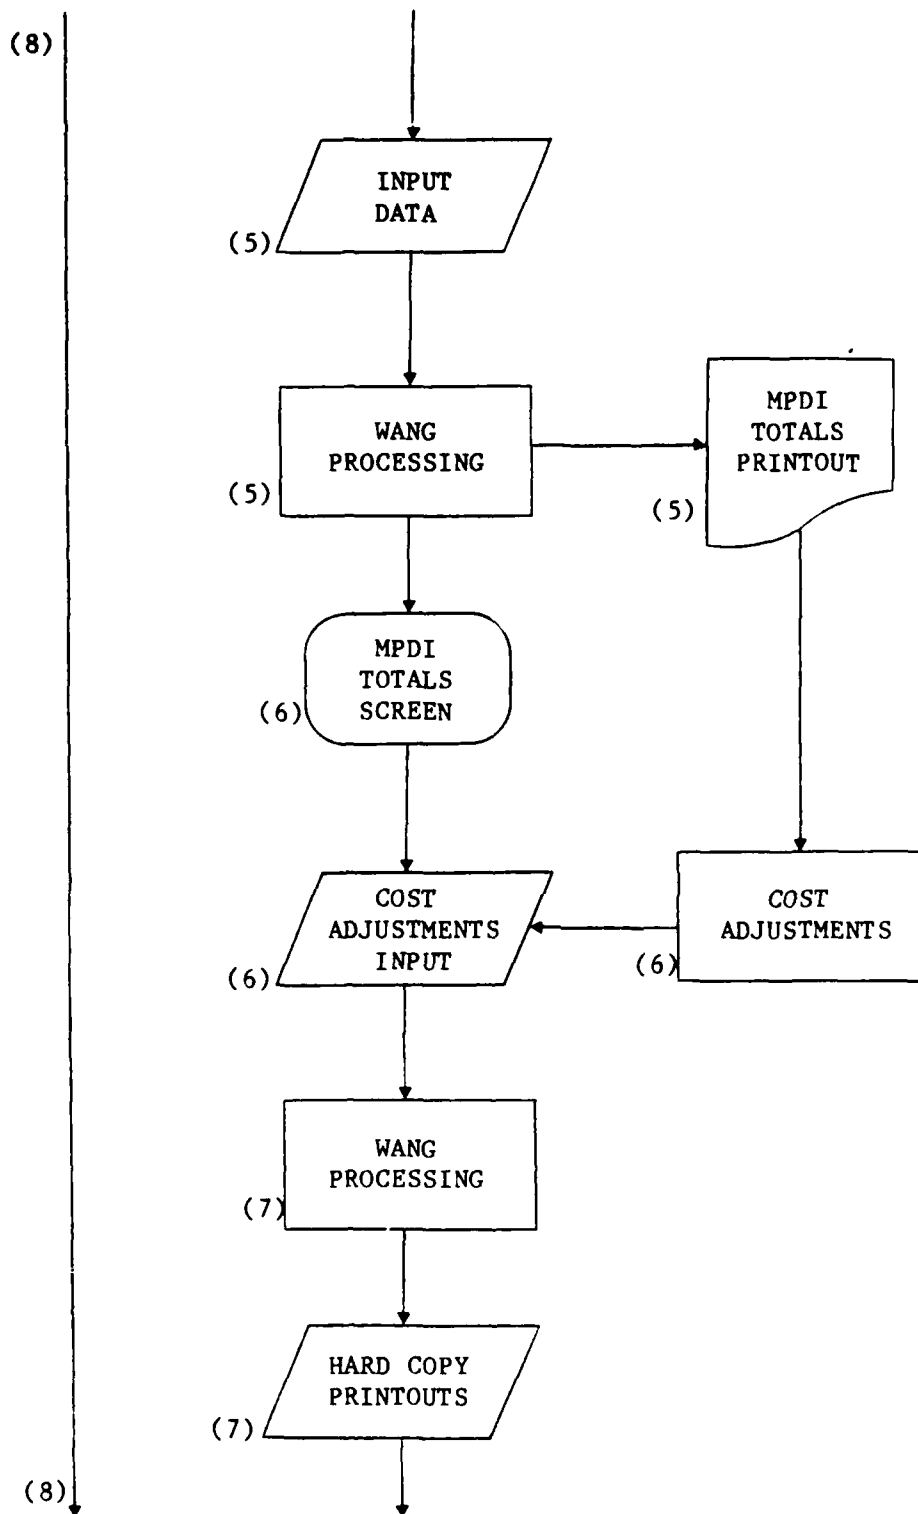 (8)
INPUT
DATA
(5)
WANG
PROCESSING
(5)
MPDI
TOTALS
PRINTOUT
(5)
MPDI
TOTALS
SCREEN
(6)
COST
ADJUSTMENTS
INPUT
(6)
COST
ADJUSTMENTS
(6)
WANG
PROCESSING
(7)
HARD COPY
PRINTOUTS
(7)
(8)